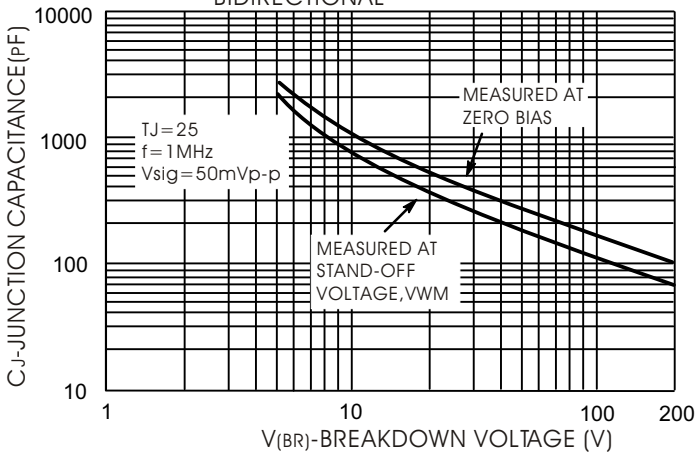 BIDIRECTIONAL
10000
1000
100
10
CJ-JUNCTION CAPACITANCE(PF)
TJ=25
f=1MHz
Vsig=50mVp-p
MEASURED AT
ZERO BIAS
MEASURED AT
STAND-OFF
VOLTAGE,VWM
1 10 100 200
V(BR)-BREAKDOWN VOLTAGE (V)